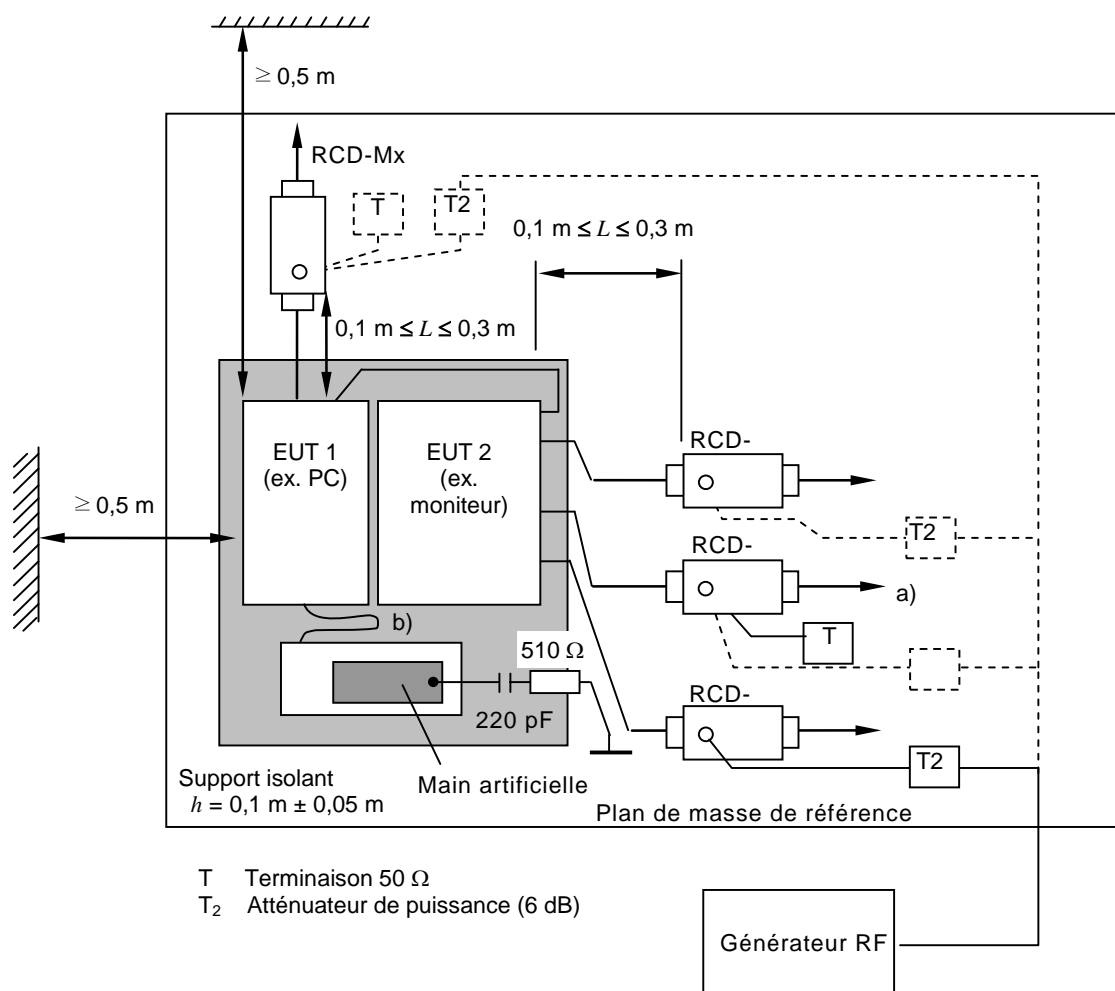 ≥ 0,5 m
RCD-Mx
T
T2
0,1 m ≤ L ≤ 0,3 m
0,1 m ≤ L ≤ 0,3 m
EUT 1
(ex. PC)
EUT 2
(ex.
moniteur)
RCD-
≥ 0,5 m
T2
RCD-
a)
b)
T
510 Ω
RCD-
220 pF
T2
Main artificielle
Support isolant
h = 0,1 m ± 0,05 m
Plan de masse de référence
T Terminaison 50 Ω
T2 Atténuateur de puissance (6 dB)
Générateur RF